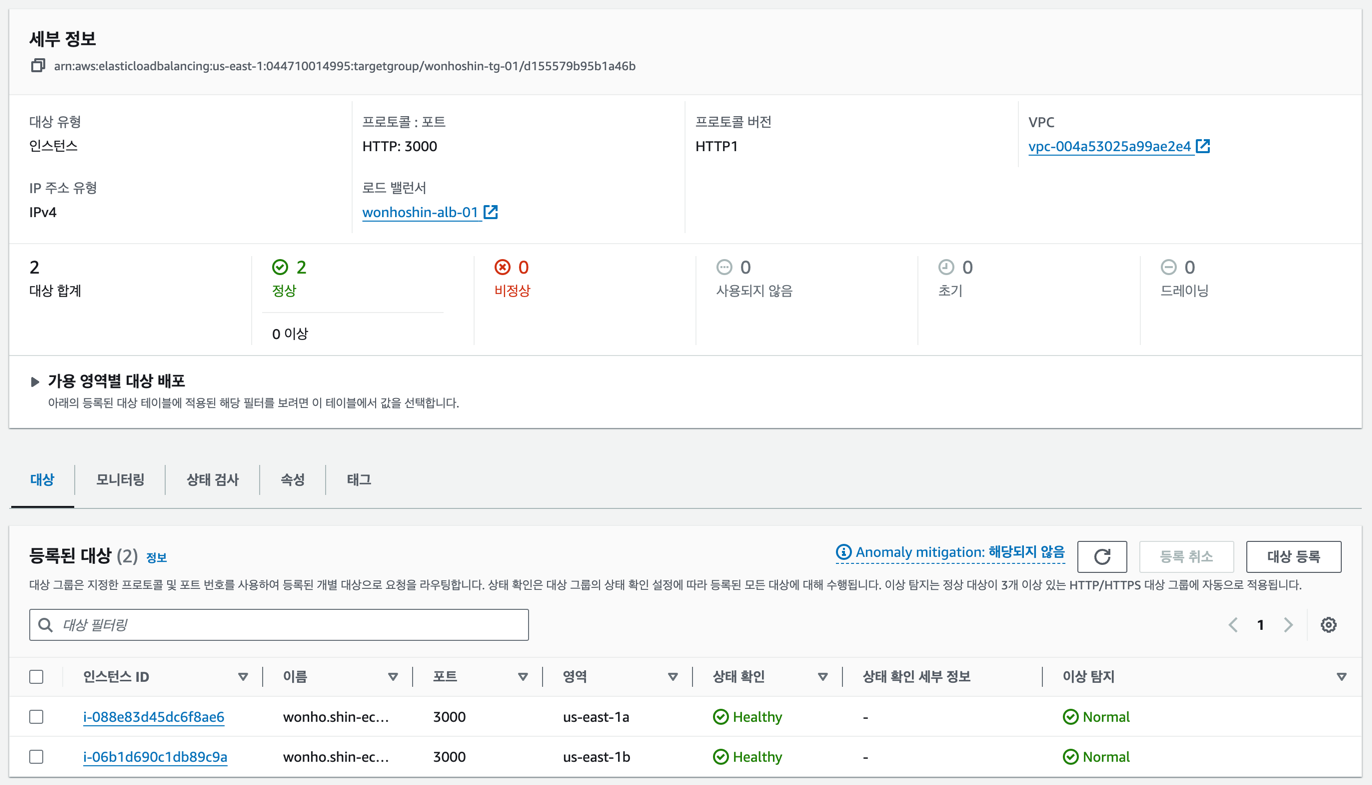 세부 정보
arn:aws:elasticloadbalancing:us-east-1:044710014995:targetgroup/wonhoshin-tg-01/d155579b95b1a46b
대상 유형
인스턴스
프로토콜 : 포트
HTTP: 3000
프로토콜 버전
HTTP1
VPC
vpc-004a53025a99ae2e4
IP 주소 유형
IPv4
로드 밸런서
wonhoshin-alb-01
2
대상 합계
2
정상
0 이상
0
비정상
0
사용되지 않음
0
초기
0
드레이닝
가용 영역별 대상 배포
아래의 등록된 대상 테이블에 적용된 해당 필터를 보려면 이 테이블에서 값을 선택합니다.
대상 모니터링 상태 검사 속성 태그
등록된 대상 (2) 정보
Anomaly mitigation: 해당되지 않음 등록 취소 대상 등록
대상 그룹은 지정한 프로토콜 및 포트 번호를 사용하여 등록된 개별 대상으로 요청을 라우팅합니다. 상태 확인은 대상 그룹의 상태 확인 설정에 따라 등록된 모든 대상에 대해 수행됩니다. 이상 탐지는 정상 대상이 3개 이상 있는 HTTP/HTTPS 대상 그룹에 자동으로 적용됩니다.
대상 필터링
1
인스턴스 ID 이름 포트 영역 상태 확인 상태 확인 세부 정보 이상 탐지
i-088e83d45dc6f8ae6 wonho.shin-ec... 3000 us-east-1a Healthy - Normal
i-06b1d690c1db89c9a wonho.shin-ec... 3000 us-east-1b Healthy - Normal